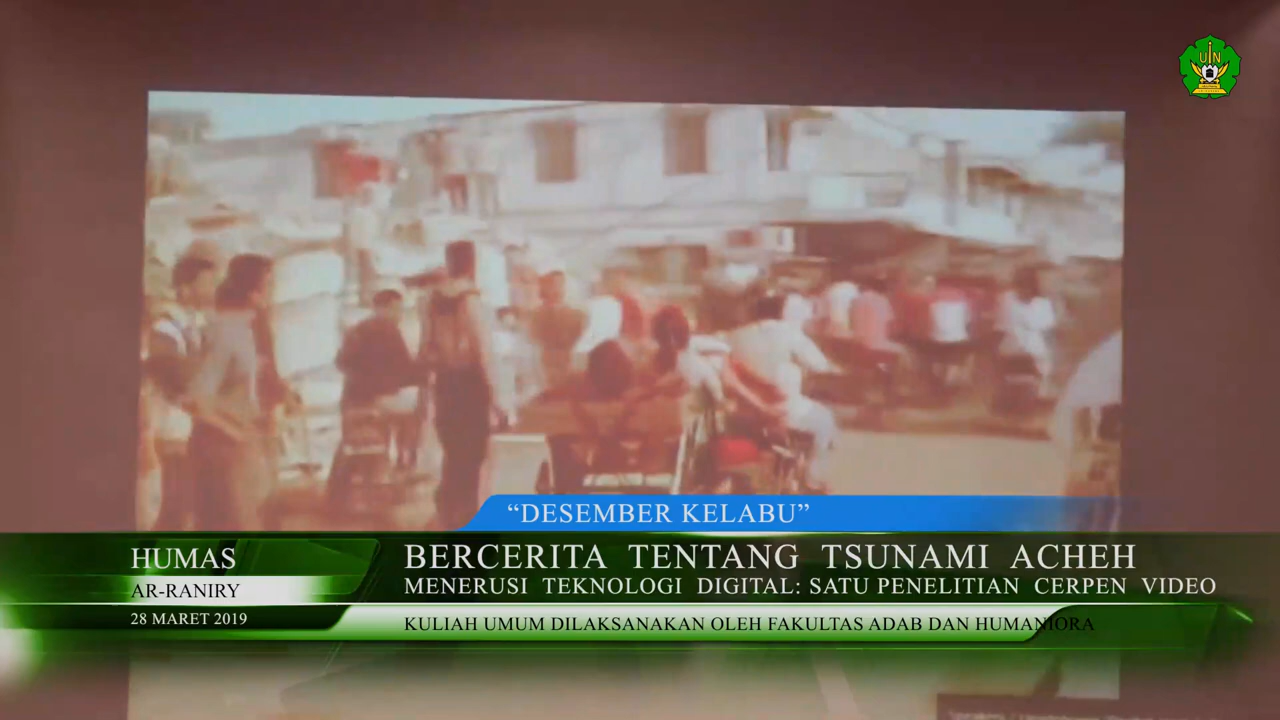 UIN
“DESEMBER KELABU”
HUMAS
AR-RANIRY
28 MARET 2019
BERCERITA TENTANG TSUNAMI ACHEH
MENERUSI TEKNOLOGI DIGITAL: SATU PENELITIAN CERPEN VIDEO
KULIAH UMUM DILAKSANAKAN OLEH FAKULTAS ADAB DAN HUMANIORA